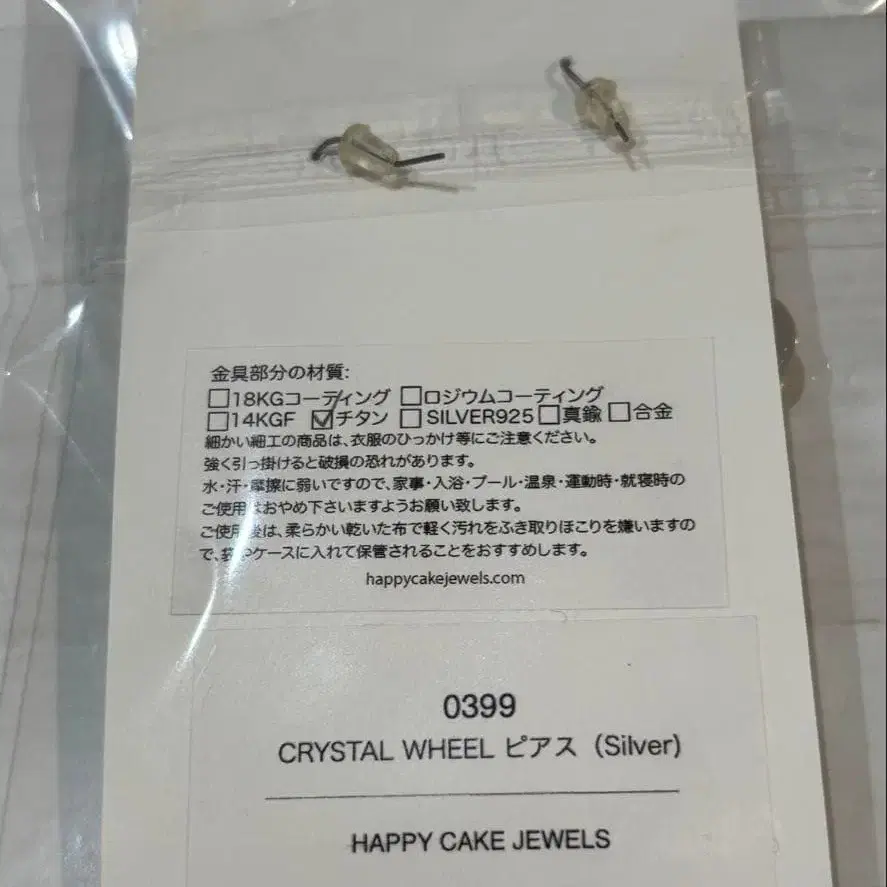 金具部分の材質:
□18KGコーティング □ロジウムコーティング
□14KGF ☑チタン □SILVER925□真鍮 □合金
細かい細工の商品は、衣服のひっかけ等にご注意ください。
強く引っ掛けると破損の恐れがあります。
水・汗・摩擦に弱いですので、家事・入浴・プール・温泉・運動時・就寝時の
ご使用はおやめ下さいますようお願い致します。
ご使用後は、柔らかい乾いた布で軽く汚れをふき取りほこりを嫌いますの
で、袋やケースに入れて保管されることをおすすめします。
happycakejewels.com
0399
CRYSTAL WHEEL ピアス (Silver)
HAPPY CAKE JEWELS